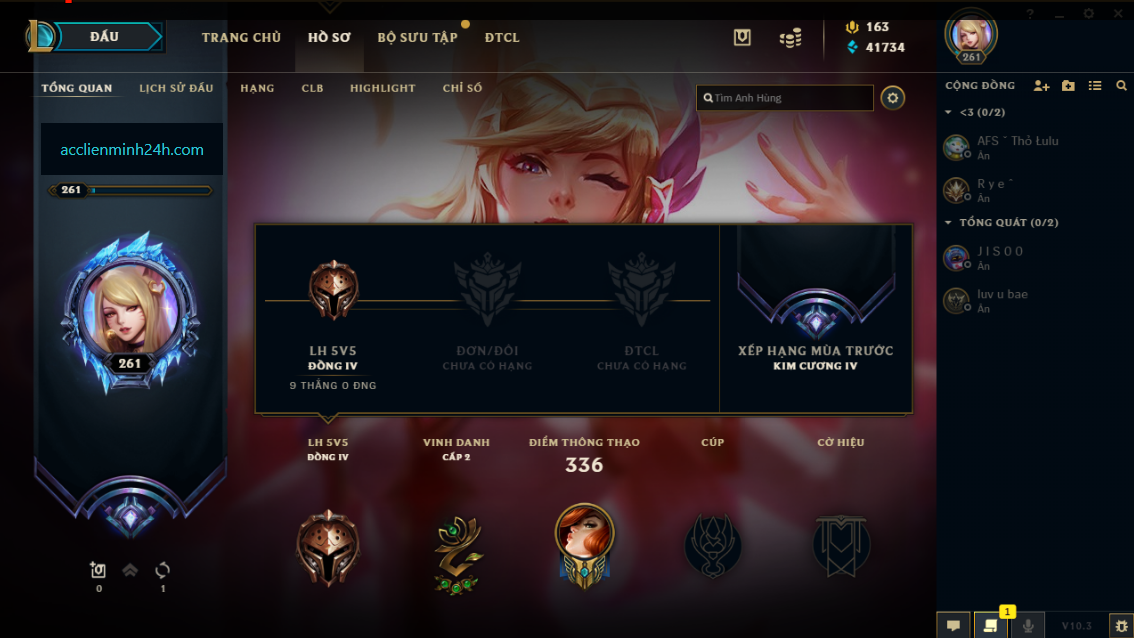 ĐẤU
TRANG CHỦ
HỒ SƠ
BỘ SƯU TẬP
ĐTCL
163
41734
261
TỔNG QUAN
LỊCH SỬ ĐẤU
HẠNG
CLB
HIGHLIGHT
CHỈ SỐ
Tìm Anh Hùng
CỘNG ĐỒNG
<3 (0/2)
AFS ˆ Thỏ Lulu
Ẩn
R y e ˆ
Ẩn
TỔNG QUÁT (0/2)
J I S O O
Ẩn
luv u bae
Ẩn
acclienminh24h.com
261
261
LH 5V5
ĐỒNG IV
9 THẮNG 0 ĐNG
ĐƠN/ĐÔI
CHƯA CÓ HẠNG
ĐTCL
CHƯA CÓ HẠNG
XẾP HẠNG MÙA TRƯỚC
KIM CƯƠNG IV
LH 5V5
ĐỒNG IV
VINH DANH
CẤP 2
ĐIỂM THÔNG THẠO
336
CÚP
CỜ HIỆU
0
1
1
V10.3